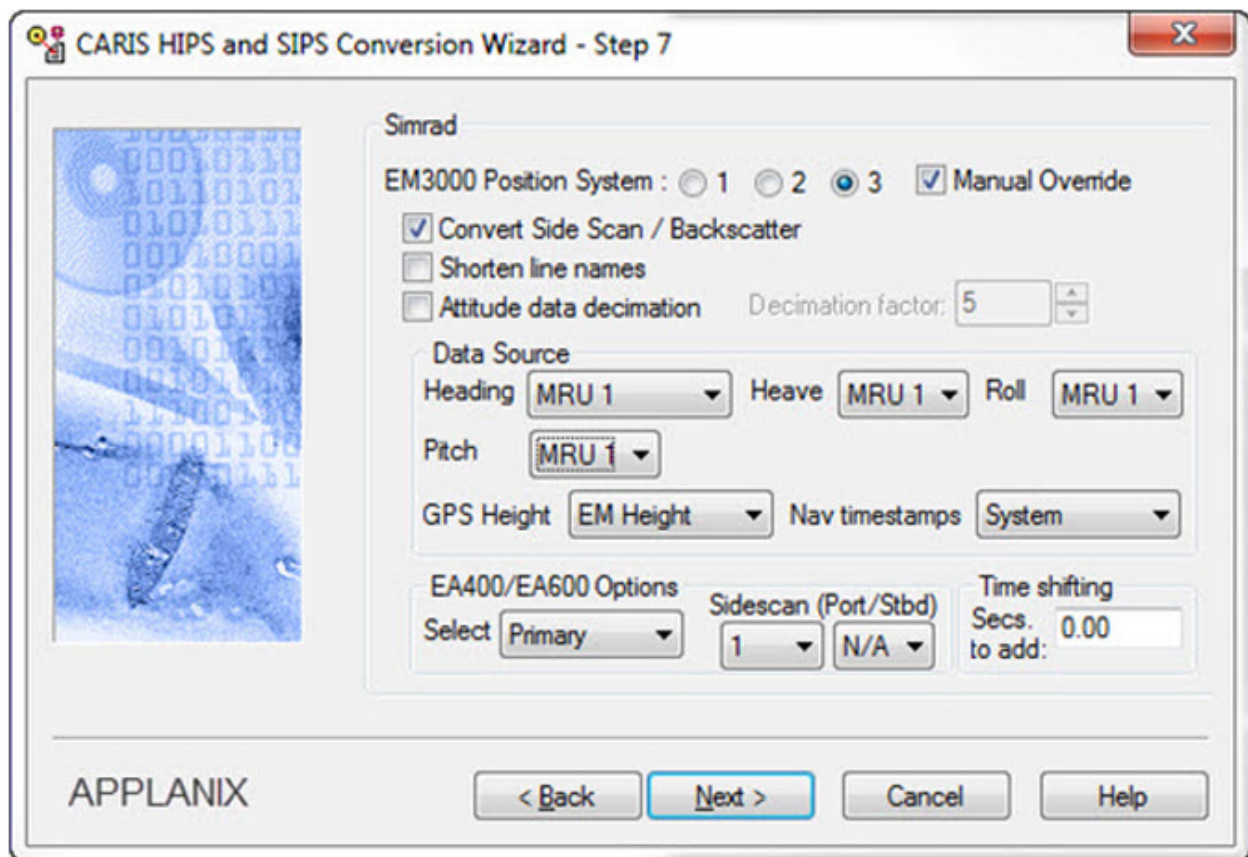 CARIS HIPS and SIPS Conversion Wizard - Step 7
Simrad
EM3000 Position System : 1 2 3 Manual Override
Convert Side Scan / Backscatter
Shorten line names
Attitude data decimation Decimation factor: 5
Data Source
Heading MRU 1 Heave MRU 1 Roll MRU 1
Pitch MRU 1
GPS Height EM Height Nav timestamps System
EA400/EA600 Options
Select Primary
Sidescan (Port/Stbd)
1 N/A
Time shifting
Secs.
to add: 0.00
APPLANIX
< Back Next > Cancel Help